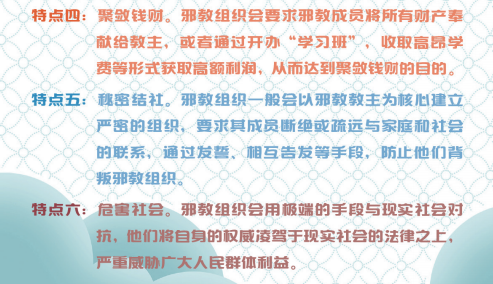 特点四：聚敛钱财。邪教组织会要求邪教成员将所有财产奉
献给教主，或者通过开办“学习班”，收取高昂学
费等形式获取高额利润，从而达到聚敛钱财的目的。
特点五：秘密结社。邪教组织一般会以邪教教主为核心建立
严密的组织，要求其成员断绝或疏远与家庭和社会
的联系，通过发誓、相互告发等手段，防止他们背
叛邪教组织。
特点六：危害社会。邪教组织会用极端的手段与现实社会对
抗，他们将自身的权威凌驾于现实社会的法律之上，
严重威胁广大人民群体利益。